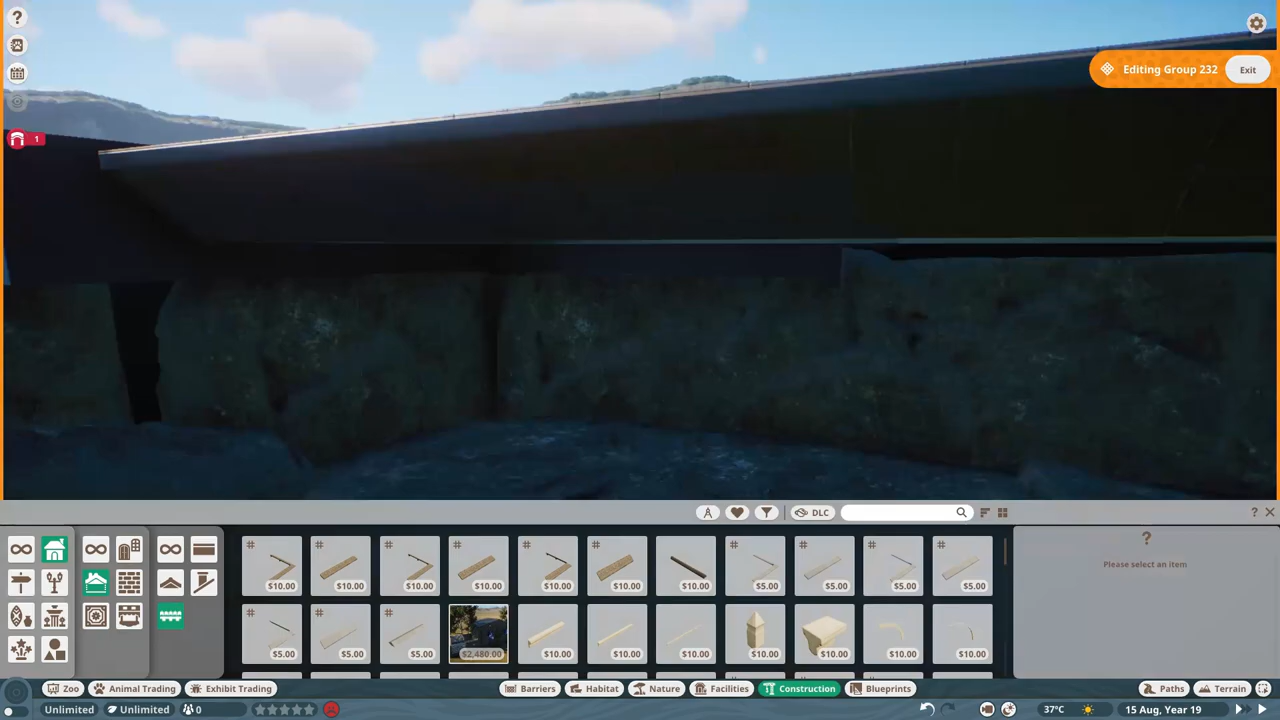 Editing Group 232
Exit
1
DLC
Please select an item
$10.00 $10.00 $10.00 $10.00 $10.00 $10.00 $10.00 $5.00 $5.00 $5.00 $5.00
$5.00 $5.00 $5.00 $2,480.00 $10.00 $10.00 $10.00 $10.00 $10.00 $10.00 $10.00
Zoo Animal Trading Exhibit Trading Barriers Habitat Nature Facilities Construction Blueprints Paths Terrain
Unlimited Unlimited 0 37°C 15 Aug, Year 19